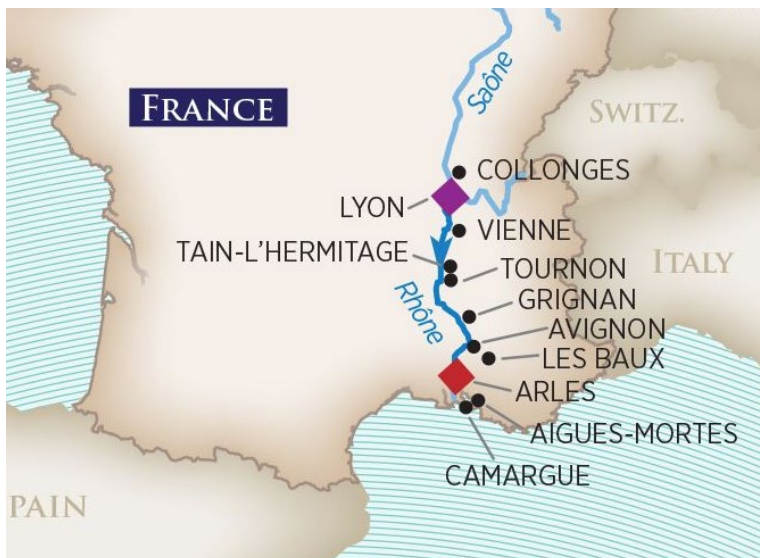 Saône
FRANCE
SWITZ.
COLLONGES
LYON
VIENNE
TAIN-L'HERMITAGE
TOURNON
ITALY
Rhône
GRIGNAN
AVIGNON
LES BAUX
ARLES
AIGUES-MORTES
CAMARGUE
PAIN